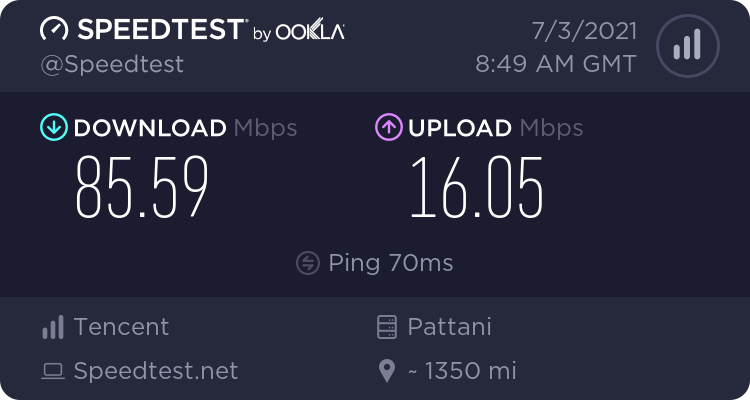 SPEEDTEST® by OOKLA®
@Speedtest
7/3/2021
8:49 AM GMT
DOWNLOAD Mbps
85.59
UPLOAD Mbps
16.05
Ping 70ms
Tencent
Pattani
Speedtest.net
~ 1350 mi